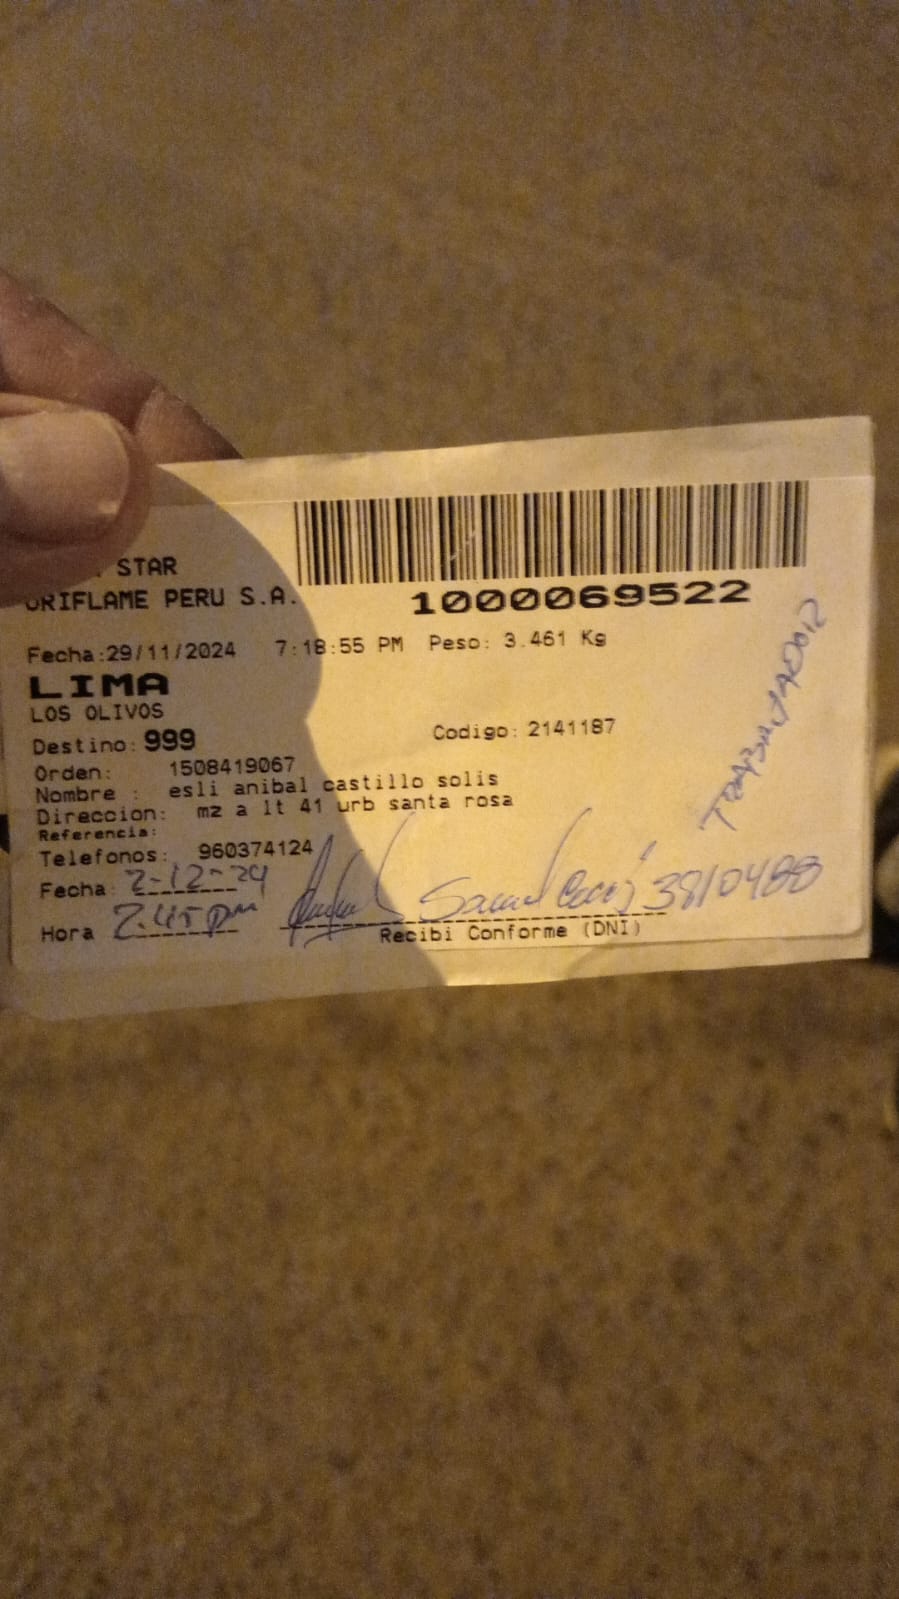 STAR
ORIFLAME PERU S.A.
1000069522
Fecha:29/11/2024 7:18:55 PM Peso: 3.461 Kg
LIMA
LOS OLIVOS
Destino: 999 Codigo: 2141187
Orden: 1508419067
Nombre : esli anibal castillo solis
Direccion: mz a lt 41 urb santa rosa
Referencia:
Telefonos: 960374124
Fecha: 2-12-24
Hora 2.45 pm 3810488
Recibi Conforme (DNI)
TRABAJADOR